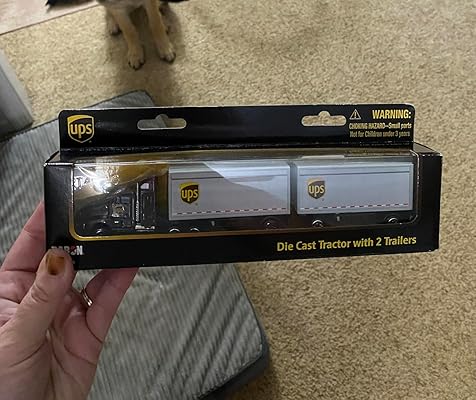 ups
WARNING:
CHOKING HAZARD—Small parts
Not for Children under 3 years
ups
ups
DARON
Die Cast Tractor with 2 Trailers